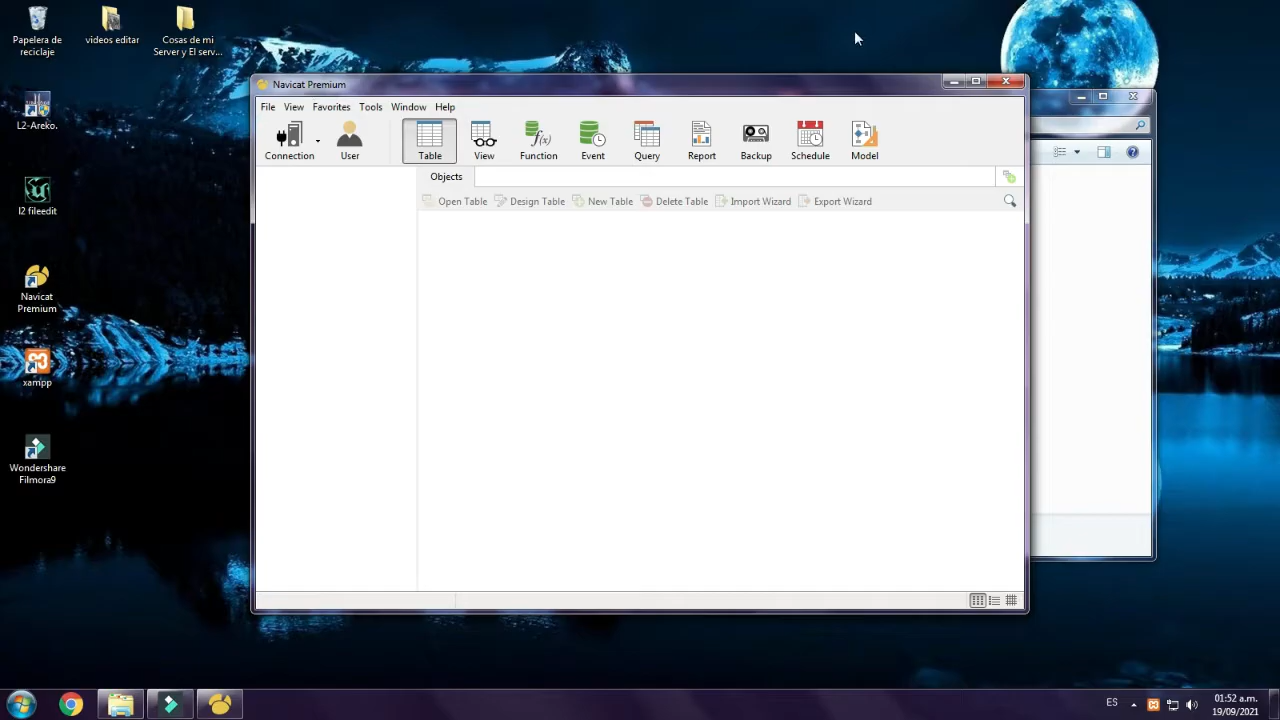 Papelera de
reciclaje
videos editar
Cosas de mi
Server y El serv...
L2-Areko.
l2 fileedit
Navicat
Premium
xampp
Wondershare
Filmora9
Navicat Premium
File View Favorites Tools Window Help
Connection User Table View Function Event Query Report Backup Schedule Model
Objects
Open Table Design Table New Table Delete Table Import Wizard Export Wizard
ES
01:52 a.m.
19/09/2021